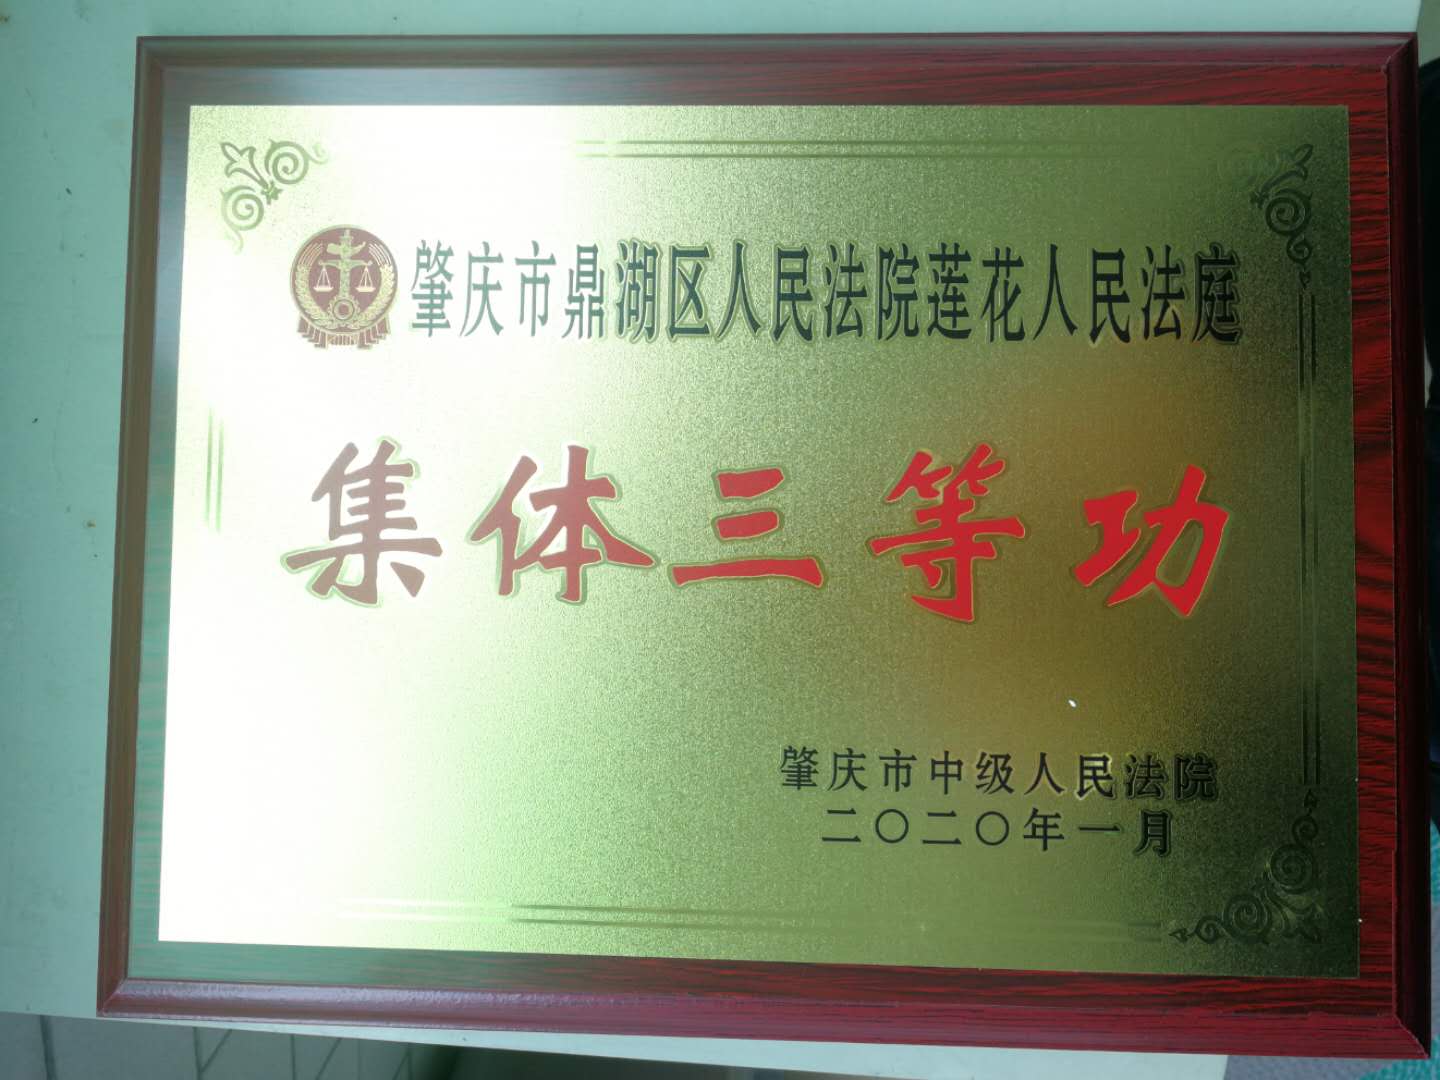 肇庆市鼎湖区人民法院莲花人民法庭
集体三等功
肇庆市中级人民法院
二〇二〇年一月